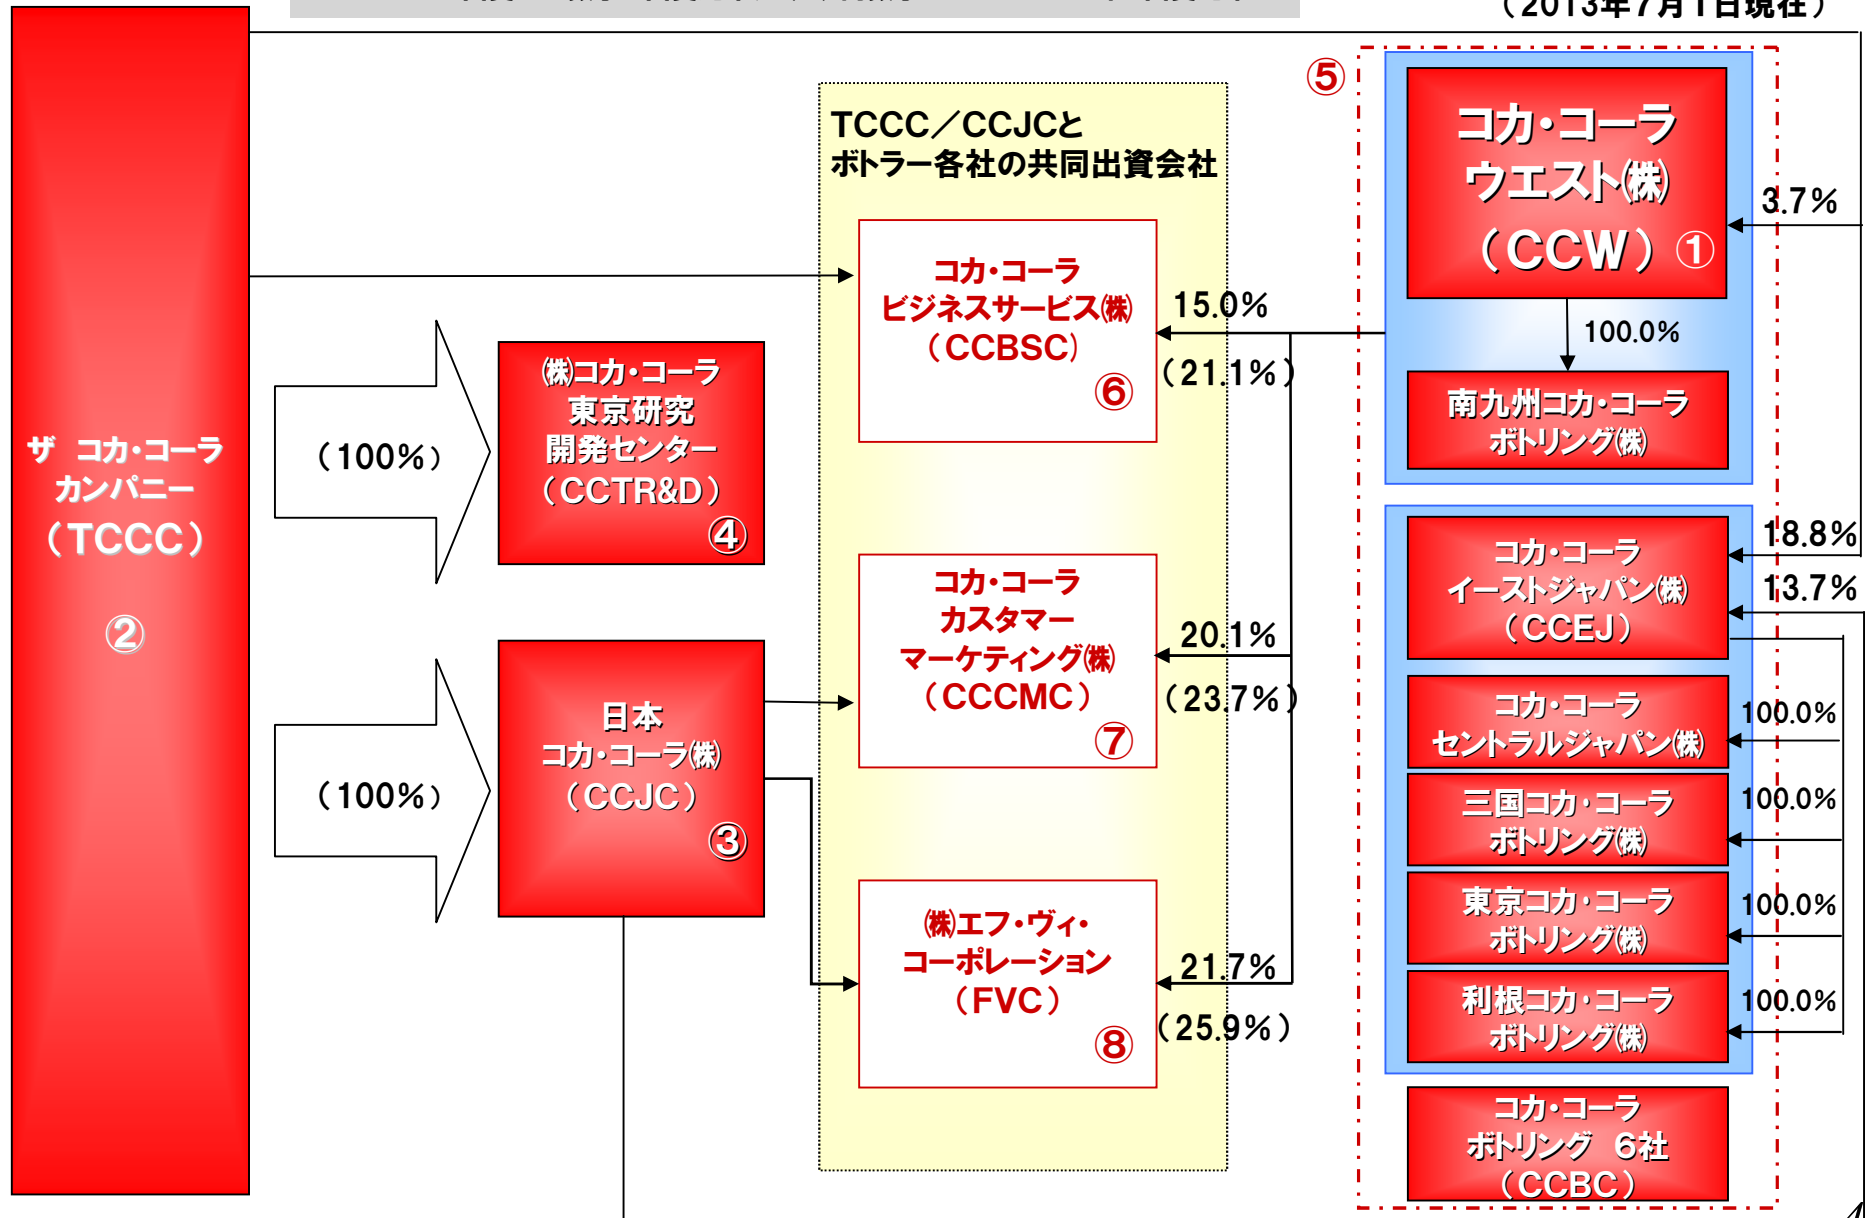 （2013年7月1日現在）
ザ コカ・コーラ
カンパニー
（TCCC）
②
（100%）
（100%）
㈱コカ・コーラ
東京研究
開発センター
（CCTR&D）
④
日本
コカ・コーラ㈱
（CCJC）
③
TCCC／CCJCと
ボトラー各社の共同出資会社
コカ・コーラ
ビジネスサービス㈱
（CCBSC）
⑥
コカ・コーラ
カスタマー
マーケティング㈱
（CCCMC）
⑦
㈱エフ・ヴィ・
コーポレーション
（FVC）
⑧
15.0%
（21.1%）
20.1%
（23.7%）
21.7%
（25.9%）
⑤
コカ・コーラ
ウエスト㈱
（CCW）①
3.7%
100.0%
南九州コカ・コーラ
ボトリング㈱
コカ・コーラ
イーストジャパン㈱
（CCEJ）
18.8%
13.7%
コカ・コーラ
セントラルジャパン㈱
100.0%
三国コカ・コーラ
ボトリング㈱
100.0%
東京コカ・コーラ
ボトリング㈱
100.0%
利根コカ・コーラ
ボトリング㈱
100.0%
コカ・コーラ
ボトリング 6社
（CCBC）